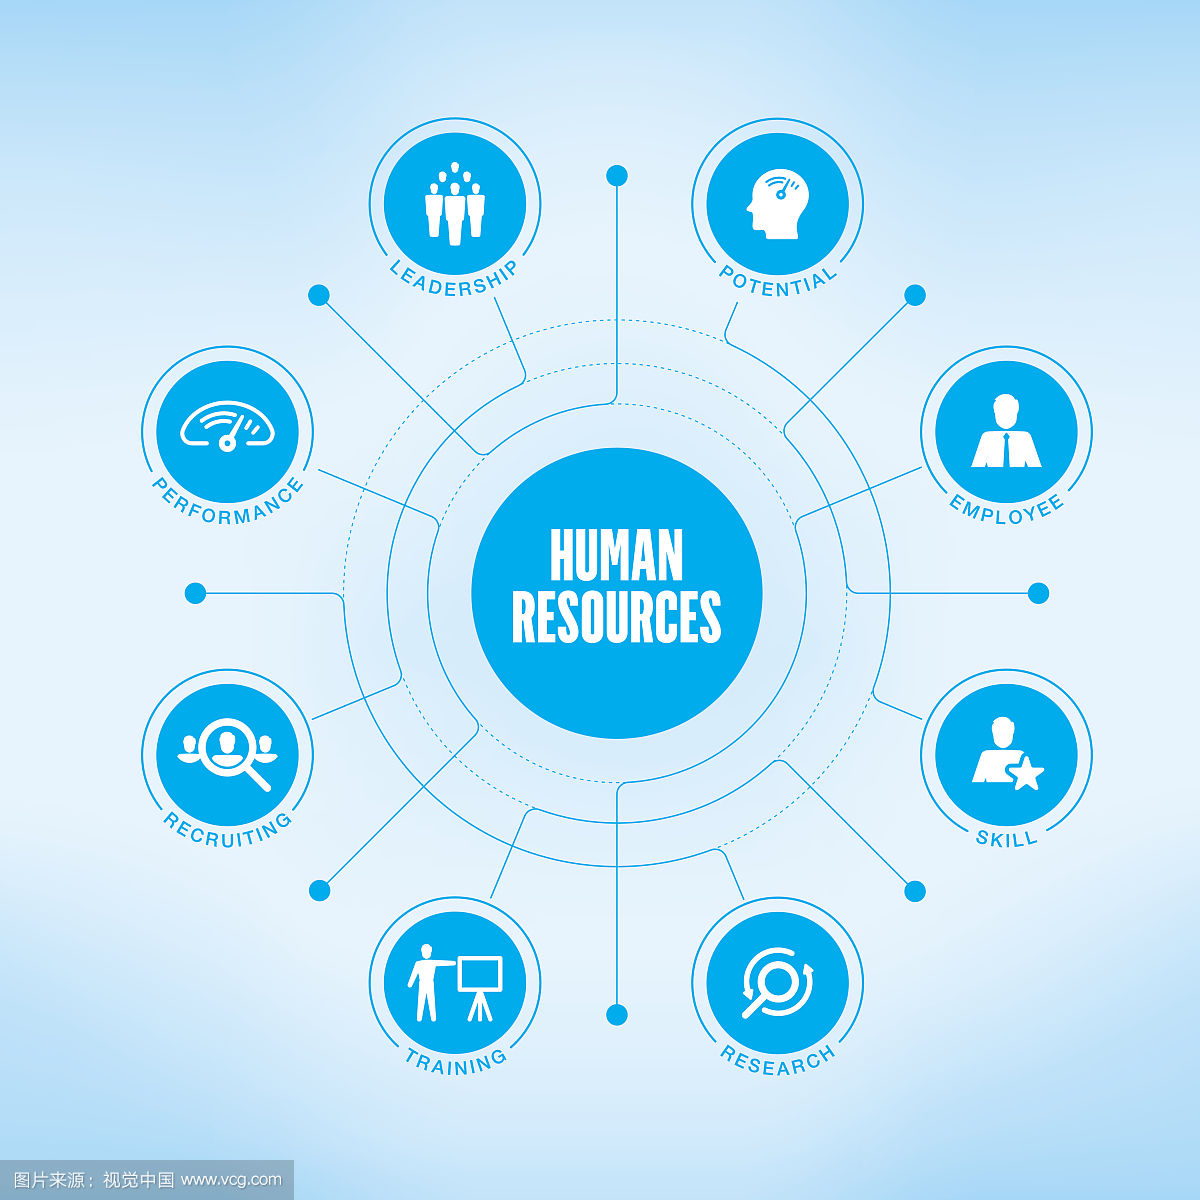 LEADERSHIP
POTENTIAL
PERFORMANCE
EMPLOYEE
HUMAN
RESOURCES
RECRUITING
SKILL
TRAINING
RESEARCH
图片来源：视觉中国 www.vcg.com